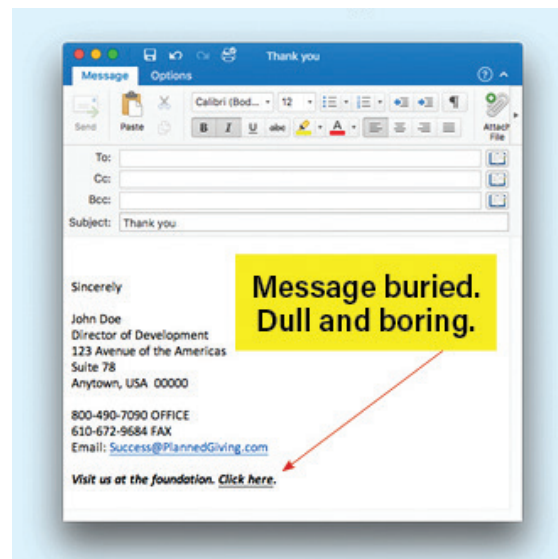 Thank you
Message Options
Calibri (Bod... 12
Send Paste B I U abc A Attach File
To:
Cc:
Bcc:
Subject: Thank you
Message buried.
Dull and boring.
Sincerely
John Doe
Director of Development
123 Avenue of the Americas
Suite 78
Anytown, USA 00000
800-490-7090 OFFICE
610-672-9684 FAX
Email: Success@PlannedGiving.com
Visit us at the foundation. Click here.